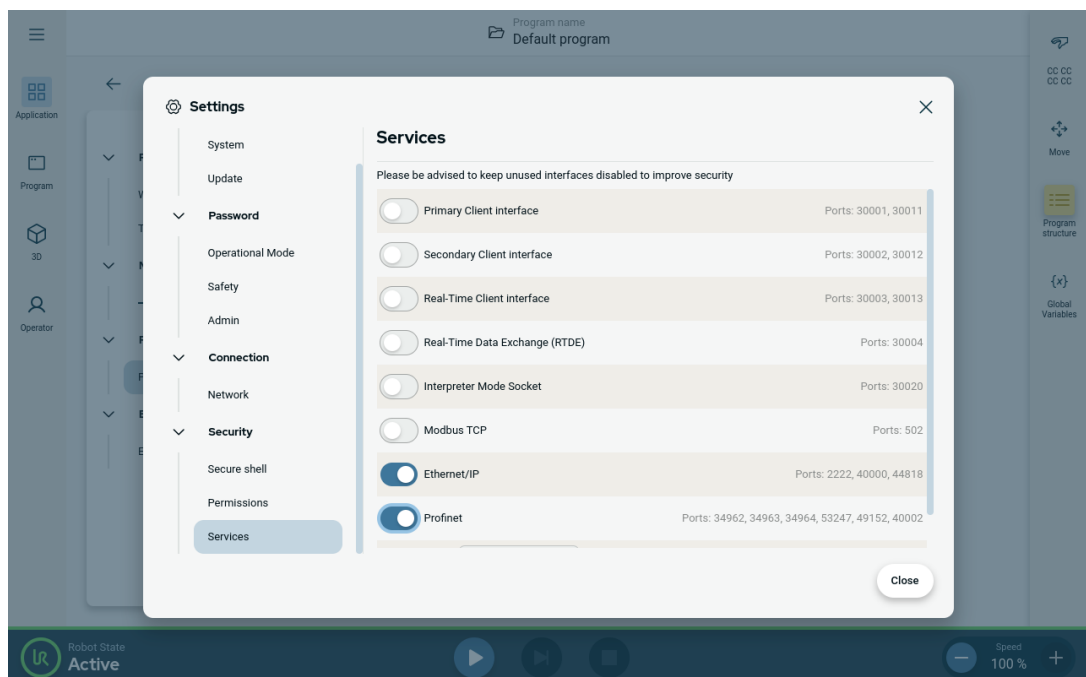 Program name
Default program
Application
Program
3D
Operator
Settings
System
Update
Password
Operational Mode
Safety
Admin
Connection
Network
Security
Secure shell
Permissions
Services
Services
Please be advised to keep unused interfaces disabled to improve security
Primary Client interface Ports: 30001, 30011
Secondary Client interface Ports: 30002, 30012
Real-Time Client interface Ports: 30003, 30013
Real-Time Data Exchange (RTDE) Ports: 30004
Interpreter Mode Socket Ports: 30020
Modbus TCP Ports: 502
Ethernet/IP Ports: 2222, 40000, 44818
Profinet Ports: 34962, 34963, 34964, 53247, 49152, 40002
Close
CC CC
CC CC
Move
Program
structure
{x}
Global
Variables
UR
Robot State
Active
Speed
100 %